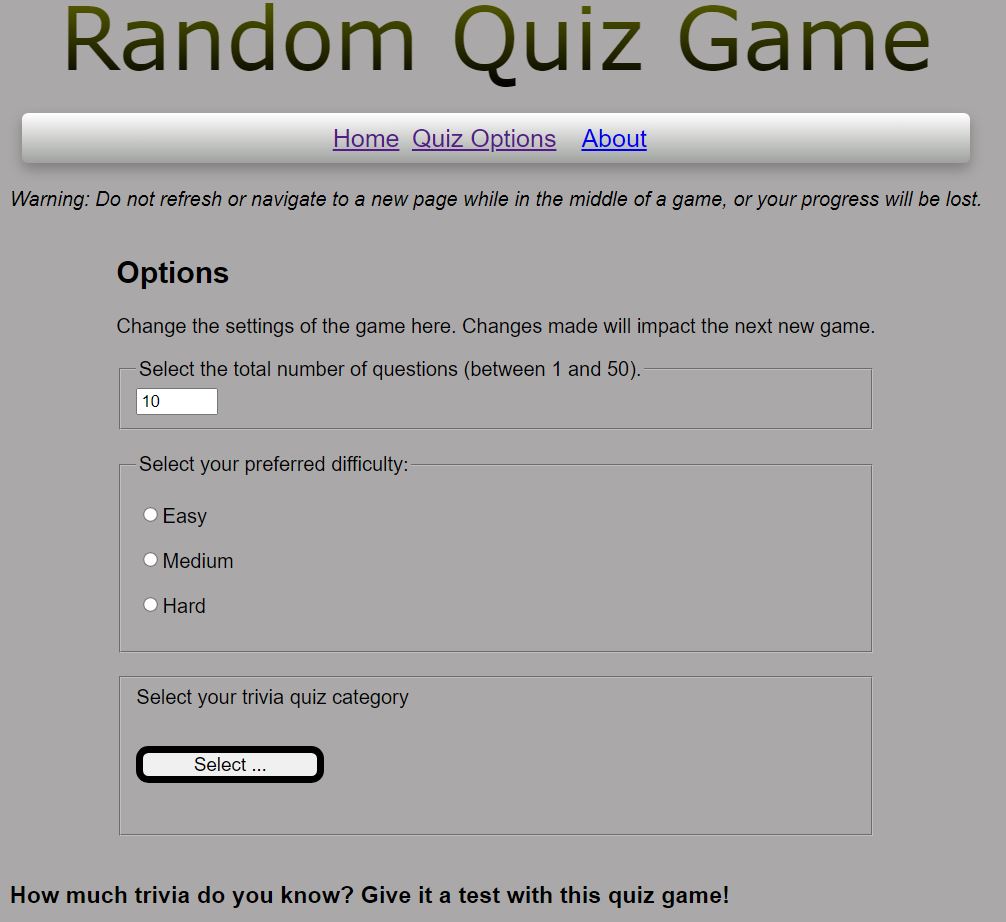 Random Quiz Game
Home Quiz Options About
Warning: Do not refresh or navigate to a new page while in the middle of a game, or your progress will be lost.
Options
Change the settings of the game here. Changes made will impact the next new game.
Select the total number of questions (between 1 and 50).
10
Select your preferred difficulty:
Easy
Medium
Hard
Select your trivia quiz category
Select ...
How much trivia do you know? Give it a test with this quiz game!